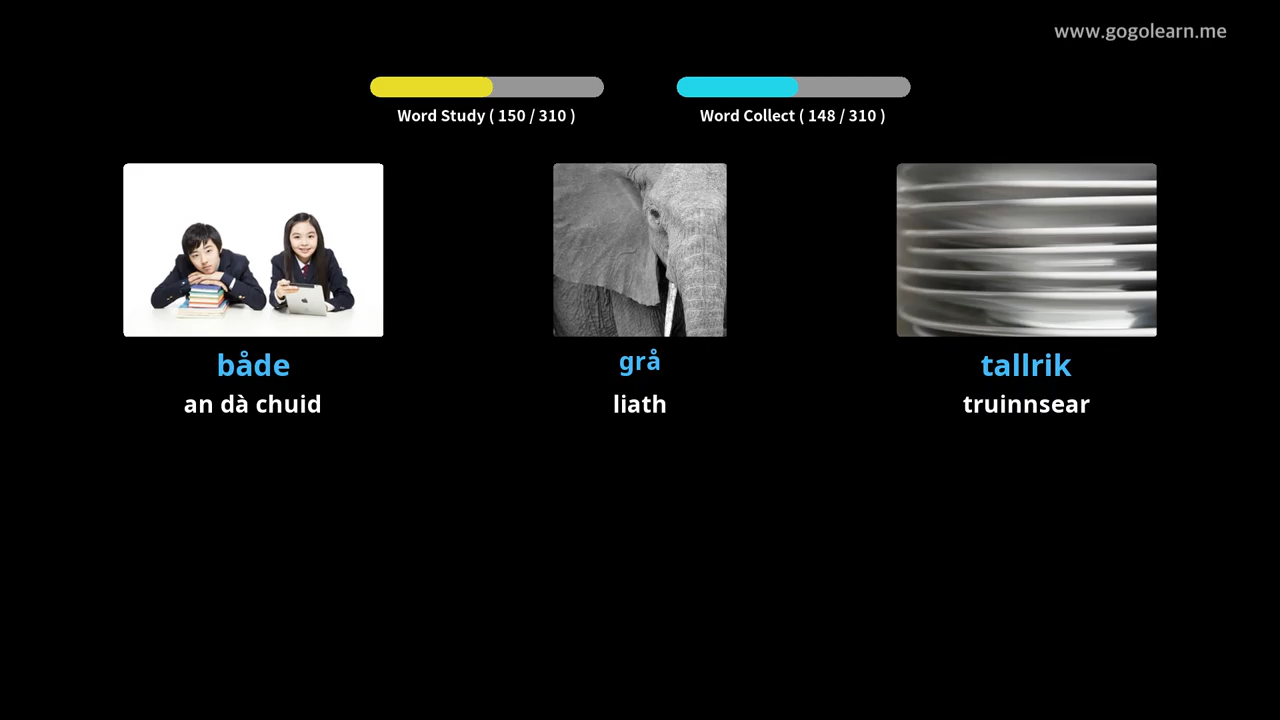 www.gogolearn.me
Word Study ( 150 / 310 )
Word Collect ( 148 / 310 )
både
grå
tallrik
an dà chuid
liath
truinnsear